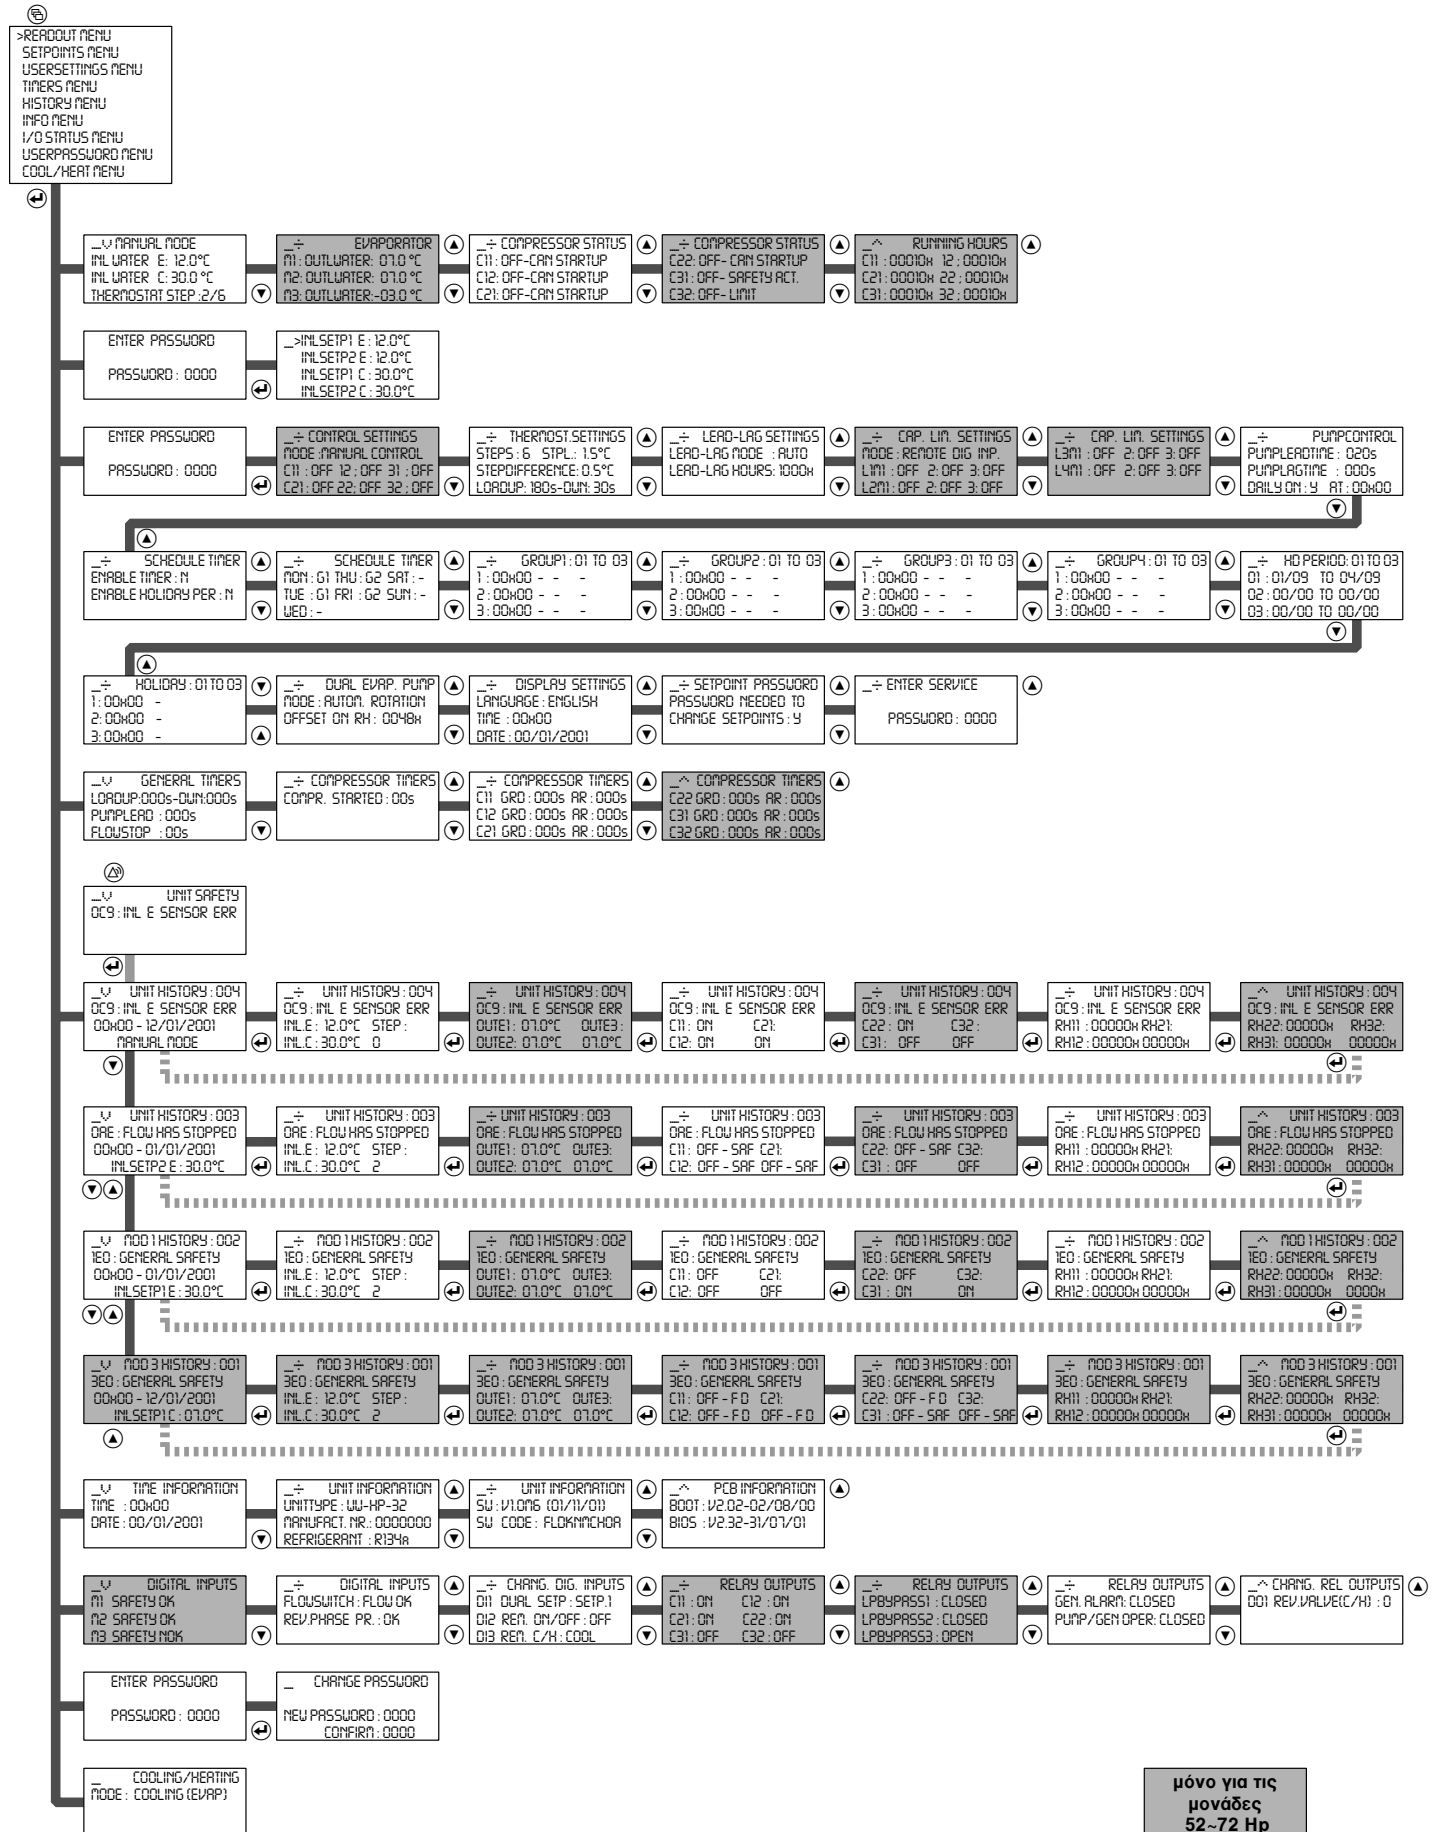 >READOUT MENU
SETPOINTS MENU
USERSETTINGS MENU
TIMERS MENU
HISTORY MENU
INFO MENU
I/O STATUS MENU
USERPASSWORD MENU
COOL/HEAT MENU
_v MANUAL MODE
INL WATER E: 12.0°C
INL WATER C: 30.0°C
THERMOSTAT STEP :2/6
_÷ EVAPORATOR
M1: OUTLWATER: 07.0 °C
M2: OUTLWATER: 07.0 °C
M3: OUTLWATER:-03.0 °C
_÷ COMPRESSOR STATUS
C11: OFF-CAN STARTUP
C12: OFF-CAN STARTUP
C21: OFF-CAN STARTUP
_÷ COMPRESSOR STATUS
C22: OFF- CAN STARTUP
C31: OFF- SAFETY ACT.
C32: OFF- LIMIT
_^ RUNNING HOURS
C11 : 00010h 12 ; 00010h
C21 : 00010h 22 ; 00010h
C31 : 00010h 32 ; 00010h
ENTER PASSWORD
PASSWORD : 0000
_>INLSETP1 E : 12.0°C
INLSETP2 E : 12.0°C
INLSETP1 C : 30.0°C
INLSETP2 C : 30.0°C
ENTER PASSWORD
PASSWORD : 0000
_÷ CONTROL SETTINGS
MODE :MANUAL CONTROL
C11 : OFF 12 ; OFF 31 ; OFF
C21 : OFF 22; OFF 32 ; OFF
_÷ THERMOST.SETTINGS
STEPS : 6 STPL.: 1.5°C
STEPDIFFERENCE: 0.5°C
LOADUP: 180s-DWN: 30s
_÷ LEAD-LAG SETTINGS
LEAD-LAG MODE : AUTO
LEAD-LAG HOURS: 1000h
_÷ CAP. LIM. SETTINGS
MODE : REMOTE DIG INP.
L1M1 : OFF 2: OFF 3: OFF
L2M1 : OFF 2: OFF 3: OFF
_÷ CAP. LIM. SETTINGS
L3M1 : OFF 2: OFF 3: OFF
L4M1 : OFF 2: OFF 3: OFF
_÷ PUMPCONTROL
PUMPLEADTIME : 020s
PUMPLAGTIME : 000s
DAILY ON : Y AT : 00h00
_÷ SCHEDULE TIMER
ENABLE TIMER : N
ENABLE HOLIDAY PER : N
_÷ SCHEDULE TIMER
MON : G1 THU : G2 SAT : -
TUE : G1 FRI : G2 SUN : -
WED : -
_÷ GROUP1 : 01 TO 03
1 : 00h00 - - -
2 : 00h00 - - -
3 : 00h00 - - -
_÷ GROUP2 : 01 TO 03
1 : 00h00 - - -
2 : 00h00 - - -
3 : 00h00 - - -
_÷ GROUP3 : 01 TO 03
1 : 00h00 - - -
2 : 00h00 - - -
3 : 00h00 - - -
_÷ GROUP4 : 01 TO 03
1 : 00h00 - - -
2 : 00h00 - - -
3 : 00h00 - - -
_÷ HD PERIOD: 01 TO 03
01 : 01/09 TO 04/09
02 : 00/00 TO 00/00
03 : 00/00 TO 00/00
_÷ HOLIDAY : 01 TO 03
1: 00h00 -
2: 00h00 -
3: 00h00 -
_÷ DUAL EVAP. PUMP
MODE : AUTOM. ROTATION
OFFSET ON RH : 0048h
_÷ DISPLAY SETTINGS
LANGUAGE : ENGLISH
TIME : 00h00
DATE : 00/01/2001
_÷ SETPOINT PASSWORD
PASSWORD NEEDED TO
CHANGE SETPOINTS : Y
_÷ ENTER SERVICE
PASSWORD : 0000
_v GENERAL TIMERS
LOADUP:000s-DWN:000s
PUMPLEAD : 000s
FLOWSTOP : 00s
_÷ COMPRESSOR TIMERS
COMPR. STARTED : 00s
_÷ COMPRESSOR TIMERS
C11 GRD : 000s AR : 000s
C12 GRD : 000s AR : 000s
C21 GRD : 000s AR : 000s
_^ COMPRESSOR TIMERS
C22 GRD : 000s AR : 000s
C31 GRD : 000s AR : 000s
C32 GRD : 000s AR : 000s
_v UNIT SAFETY
0C9 : INL E SENSOR ERR
_v UNIT HISTORY : 004
0C9 : INL E SENSOR ERR
00h00 - 12/01/2001
MANUAL MODE
_÷ UNIT HISTORY : 004
0C9 : INL E SENSOR ERR
INL.E : 12.0°C STEP :
INL.C : 30.0°C 0
_÷ UNIT HISTORY : 004
0C9 : INL E SENSOR ERR
OUTE1 : 07.0°C OUTE3 :
OUTE2: 07.0°C 07.0°C
_÷ UNIT HISTORY : 004
0C9 : INL E SENSOR ERR
C11 : ON C21:
C12: ON ON
_÷ UNIT HISTORY : 004
0C9 : INL E SENSOR ERR
C22 : ON C32 :
C31 : OFF OFF
_÷ UNIT HISTORY : 004
0C9 : INL E SENSOR ERR
RH11 : 00000h RH21:
RH12 : 00000h 00000h
_^ UNIT HISTORY : 004
0C9 : INL E SENSOR ERR
RH22: 00000h RH32:
RH31: 00000h 00000h
_v UNIT HISTORY : 003
0AE : FLOW HAS STOPPED
00h00 - 01/01/2001
INLSETP2 E : 30.0°C
_÷ UNIT HISTORY : 003
0AE : FLOW HAS STOPPED
INL.E : 12.0°C STEP :
INL.C : 30.0°C 2
_÷ UNIT HISTORY : 003
0AE : FLOW HAS STOPPED
OUTE1 : 07.0°C OUTE3:
OUTE2: 07.0°C 07.0°C
_÷ UNIT HISTORY : 003
0AE : FLOW HAS STOPPED
C11 : OFF - SAF C21:
C12: OFF - SAF OFF - SAF
_÷ UNIT HISTORY : 003
0AE : FLOW HAS STOPPED
C22: OFF - SAF C32:
C31 : OFF OFF
_÷ UNIT HISTORY : 003
0AE : FLOW HAS STOPPED
RH11 : 00000h RH21:
RH12 : 00000h 00000h
_^ UNIT HISTORY : 003
0AE : FLOW HAS STOPPED
RH22: 00000h RH32:
RH31: 00000h 00000h
_v MOD 1 HISTORY : 002
1E0 : GENERAL SAFETY
00h00 - 01/01/2001
INLSETP1 E : 30.0°C
_÷ MOD 1 HISTORY : 002
1E0 : GENERAL SAFETY
INL.E : 12.0°C STEP :
INL.C : 30.0°C 2
_÷ MOD 1 HISTORY : 002
1E0 : GENERAL SAFETY
OUTE1 : 07.0°C OUTE3:
OUTE2: 07.0°C 07.0°C
_÷ MOD 1 HISTORY : 002
1E0 : GENERAL SAFETY
C11 : OFF C21:
C12: OFF OFF
_÷ MOD 1 HISTORY : 002
1E0 : GENERAL SAFETY
C22: OFF C32:
C31 : ON ON
_÷ MOD 1 HISTORY : 002
1E0 : GENERAL SAFETY
RH11 : 00000h RH21:
RH12 : 00000h 00000h
_^ MOD 1 HISTORY : 002
1E0 : GENERAL SAFETY
RH22: 00000h RH32:
RH31: 00000h 0000h
_v MOD 3 HISTORY : 001
3E0 : GENERAL SAFETY
00h00 - 12/01/2001
INLSETP1 C : 07.0°C
_÷ MOD 3 HISTORY : 001
3E0 : GENERAL SAFETY
INL.E : 12.0°C STEP :
INL.C : 30.0°C 2
_÷ MOD 3 HISTORY : 001
3E0 : GENERAL SAFETY
OUTE1 : 07.0°C OUTE3:
OUTE2: 07.0°C 07.0°C
_÷ MOD 3 HISTORY : 001
3E0 : GENERAL SAFETY
C11 : OFF - F D C21:
C12: OFF - F D OFF - F D
_÷ MOD 3 HISTORY : 001
3E0 : GENERAL SAFETY
C22: OFF - F D C32:
C31 : OFF - SAF OFF - SAF
_÷ MOD 3 HISTORY : 001
3E0 : GENERAL SAFETY
RH11 : 00000h RH21:
RH12 : 00000h 00000h
_^ MOD 3 HISTORY : 001
3E0 : GENERAL SAFETY
RH22: 00000h RH32:
RH31: 00000h 00000h
_v TIME INFORMATION
TIME : 00h00
DATE : 00/01/2001
_÷ UNIT INFORMATION
UNITTYPE : WW-HP-32
MANUFACT. NR.: 0000000
REFRIGERANT : R134a
_÷ UNIT INFORMATION
SW : V1.0M6 (01/11/01)
SW CODE : FLDKNMCHOA
_^ PCB INFORMATION
BOOT : V2.02-02/08/00
BIOS : V2.32-31/07/01
_v DIGITAL INPUTS
M1 SAFETY OK
M2 SAFETY OK
M3 SAFETY NOK
_÷ DIGITAL INPUTS
FLOWSWITCH : FLOW OK
REV.PHASE PR. : OK
_÷ CHANG. DIG. INPUTS
DI1 DUAL SETP : SETP.1
DI2 REM. ON/OFF : OFF
DI3 REM. C/H : COOL
_÷ RELAY OUTPUTS
C11 : ON C12 : ON
C21: ON C22 : ON
C31: OFF C32 : OFF
_÷ RELAY OUTPUTS
LPBYPASS1 : CLOSED
LPBYPASS2 : CLOSED
LPBYPASS3 : OPEN
_÷ RELAY OUTPUTS
GEN. ALARM: CLOSED
PUMP/GEN OPER: CLOSED
_^ CHANG. REL OUTPUTS
DO1 REV.VALVE(C/H) : 0
ENTER PASSWORD
PASSWORD : 0000
_ CHANGE PASSWORD
NEW PASSWORD : 0000
CONFIRM : 0000
_ COOLING/HEATING
MODE : COOLING (EVAP)
μόνο για τις
μονάδες
52~72 Hp